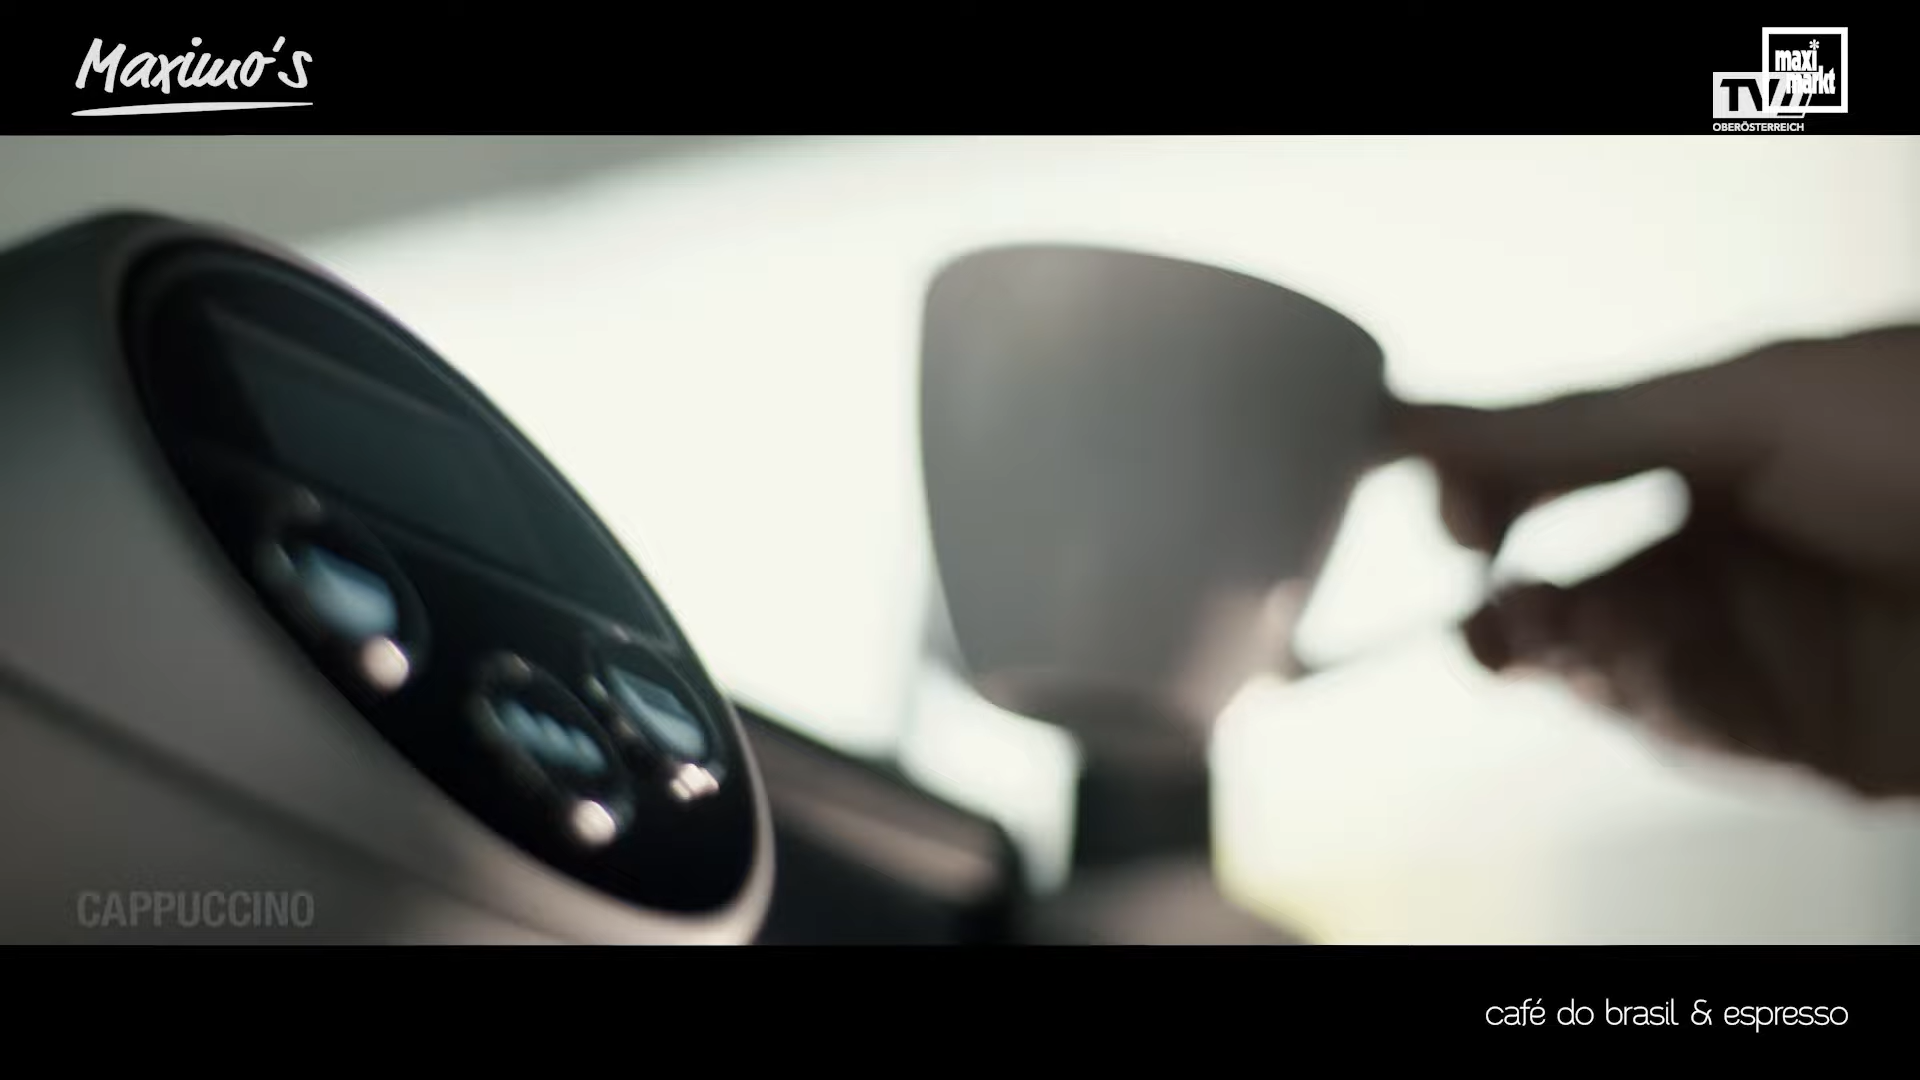 Maximo's
maxi
markt
TV
OBERÖSTERREICH
CAPPUCCINO
café do brasil & espresso